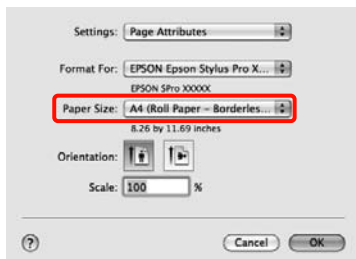 Settings: Page Attributes
Format For: EPSON Epson Stylus Pro X...
EPSON SPro XXXXX
Paper Size: A4 (Roll Paper – Borderles...
8.26 by 11.69 inches
Orientation:
Scale: 100 %
? Cancel OK